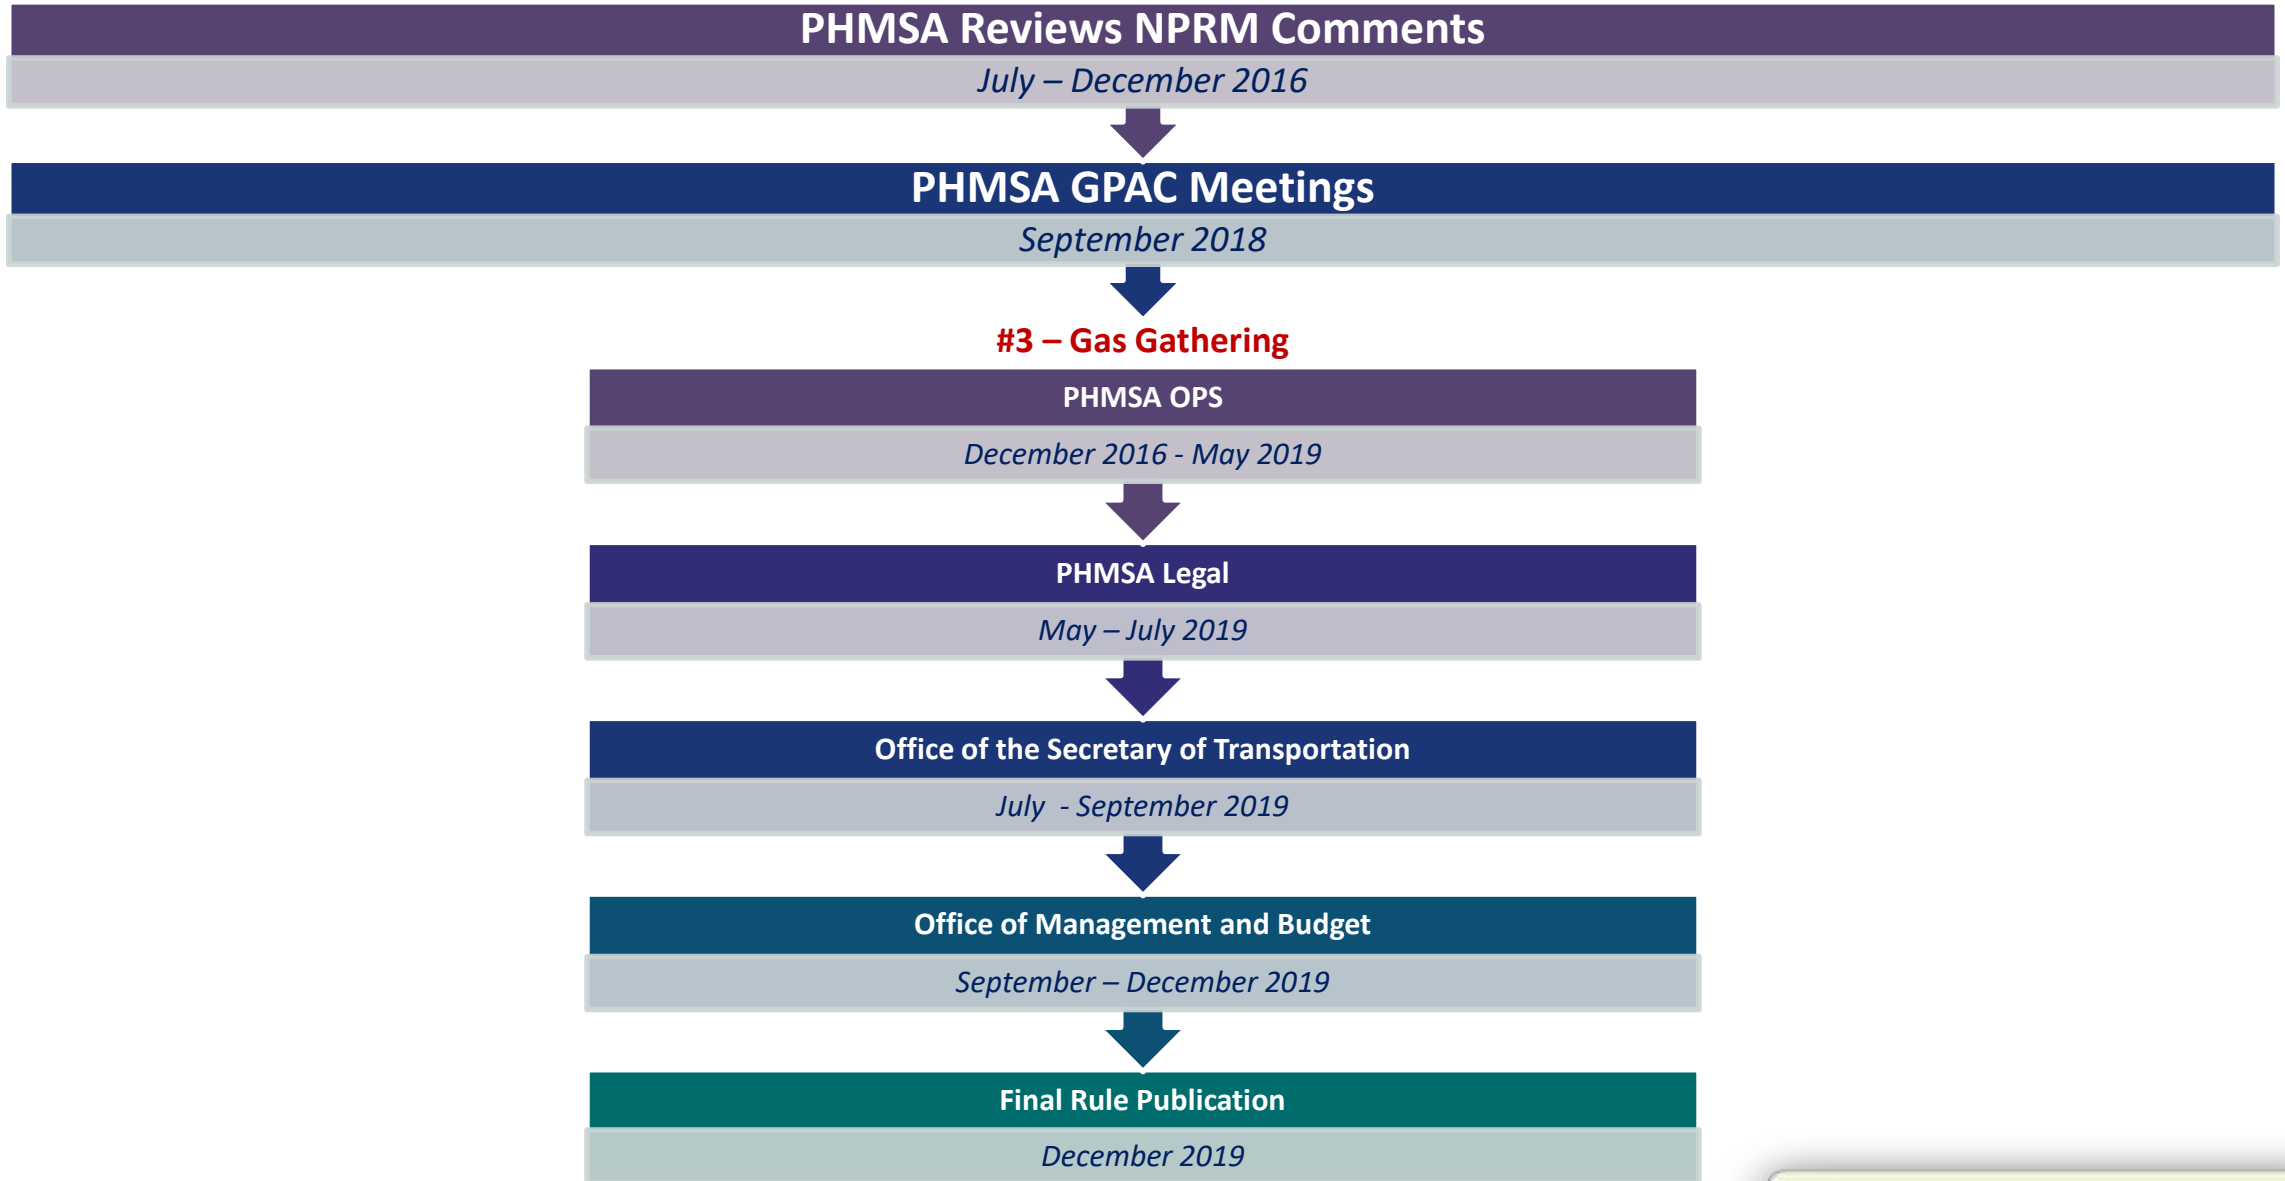 PHMSA Reviews NPRM Comments
July – December 2016
PHMSA GPAC Meetings
September 2018
#3 – Gas Gathering
PHMSA OPS
December 2016 - May 2019
PHMSA Legal
May – July 2019
Office of the Secretary of Transportation
July  - September 2019
Office of Management and Budget
September – December 2019
Final Rule Publication
December 2019